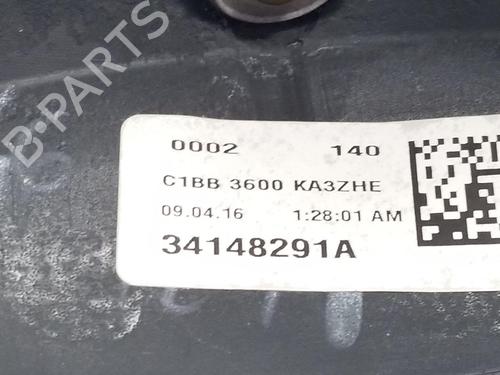 B-PARTS
0002 140
C1BB 3600 KA3ZHE
09.04.16 1:28:01 AM
34148291A